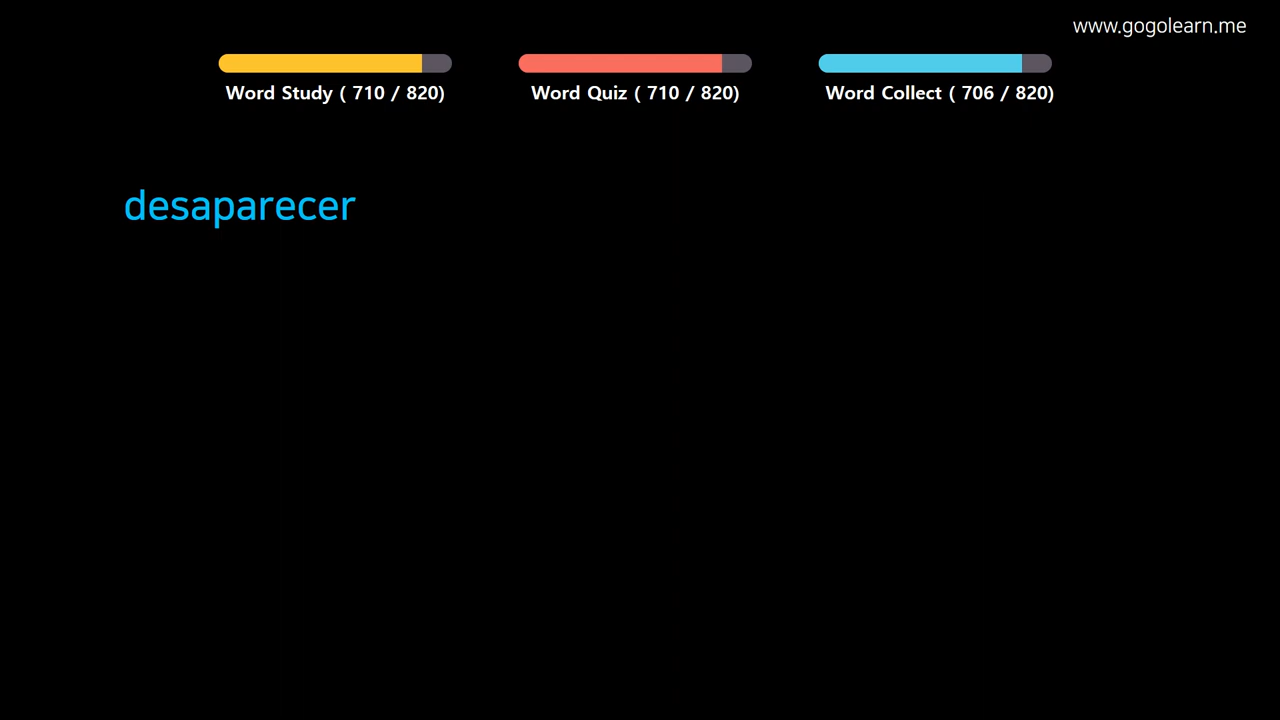 www.gogolearn.me
Word Study ( 710 / 820)
Word Quiz ( 710 / 820)
Word Collect ( 706 / 820)
desaparecer